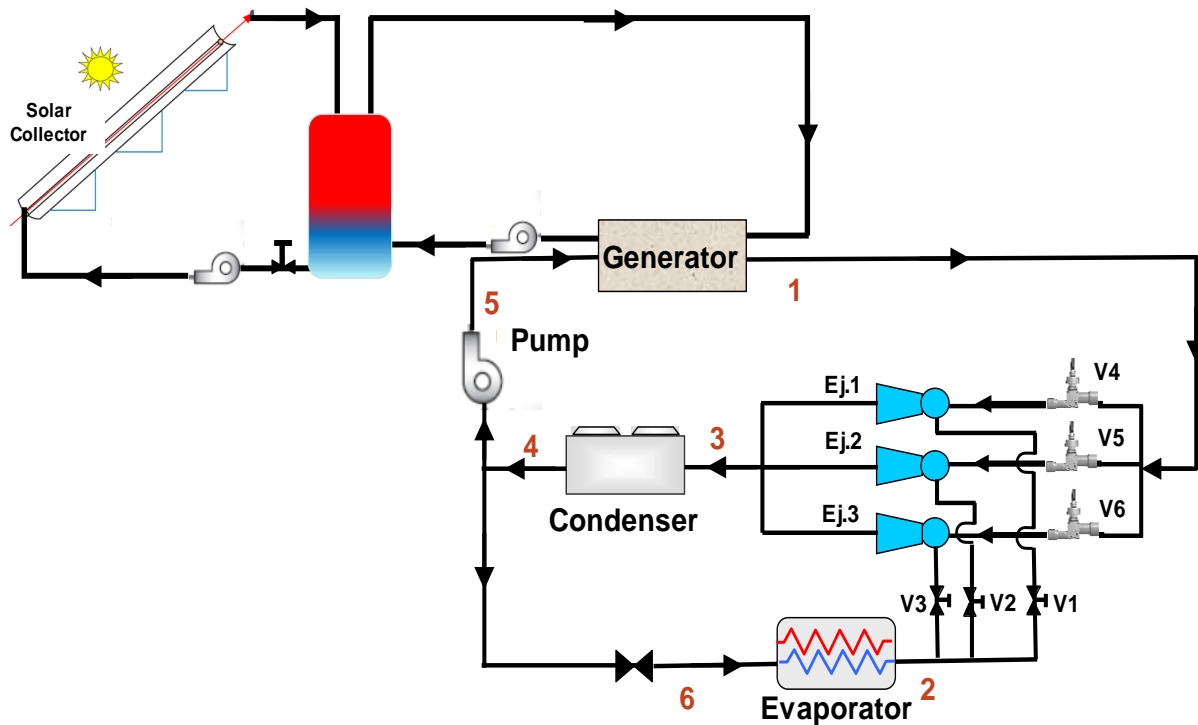 Solar
Collector
Generator
1
5
Pump
Ej.1
V4
Ej.2
V5
3
4
Condenser
Ej.3
V6
V3
V2
V1
6
2
Evaporator